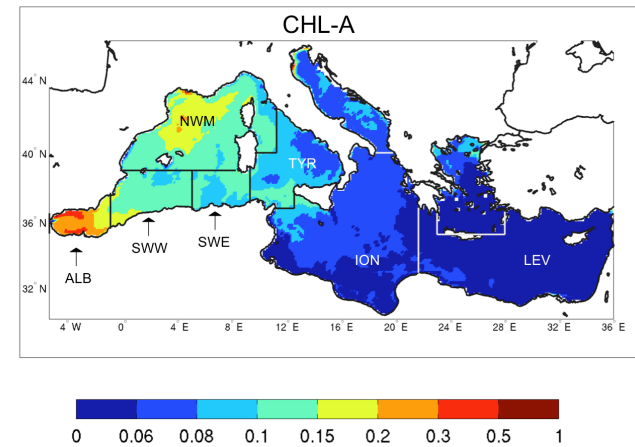 CHL-A
44° N
40° N
36° N
32° N
NWM
TYR
SWW
SWE
ALB
ION
LEV
4° W 0 4° E 8° E 12° E 16° E 20° E 24° E 28° E 32° E 36° E
0 0.06 0.08 0.1 0.15 0.2 0.3 0.5 1